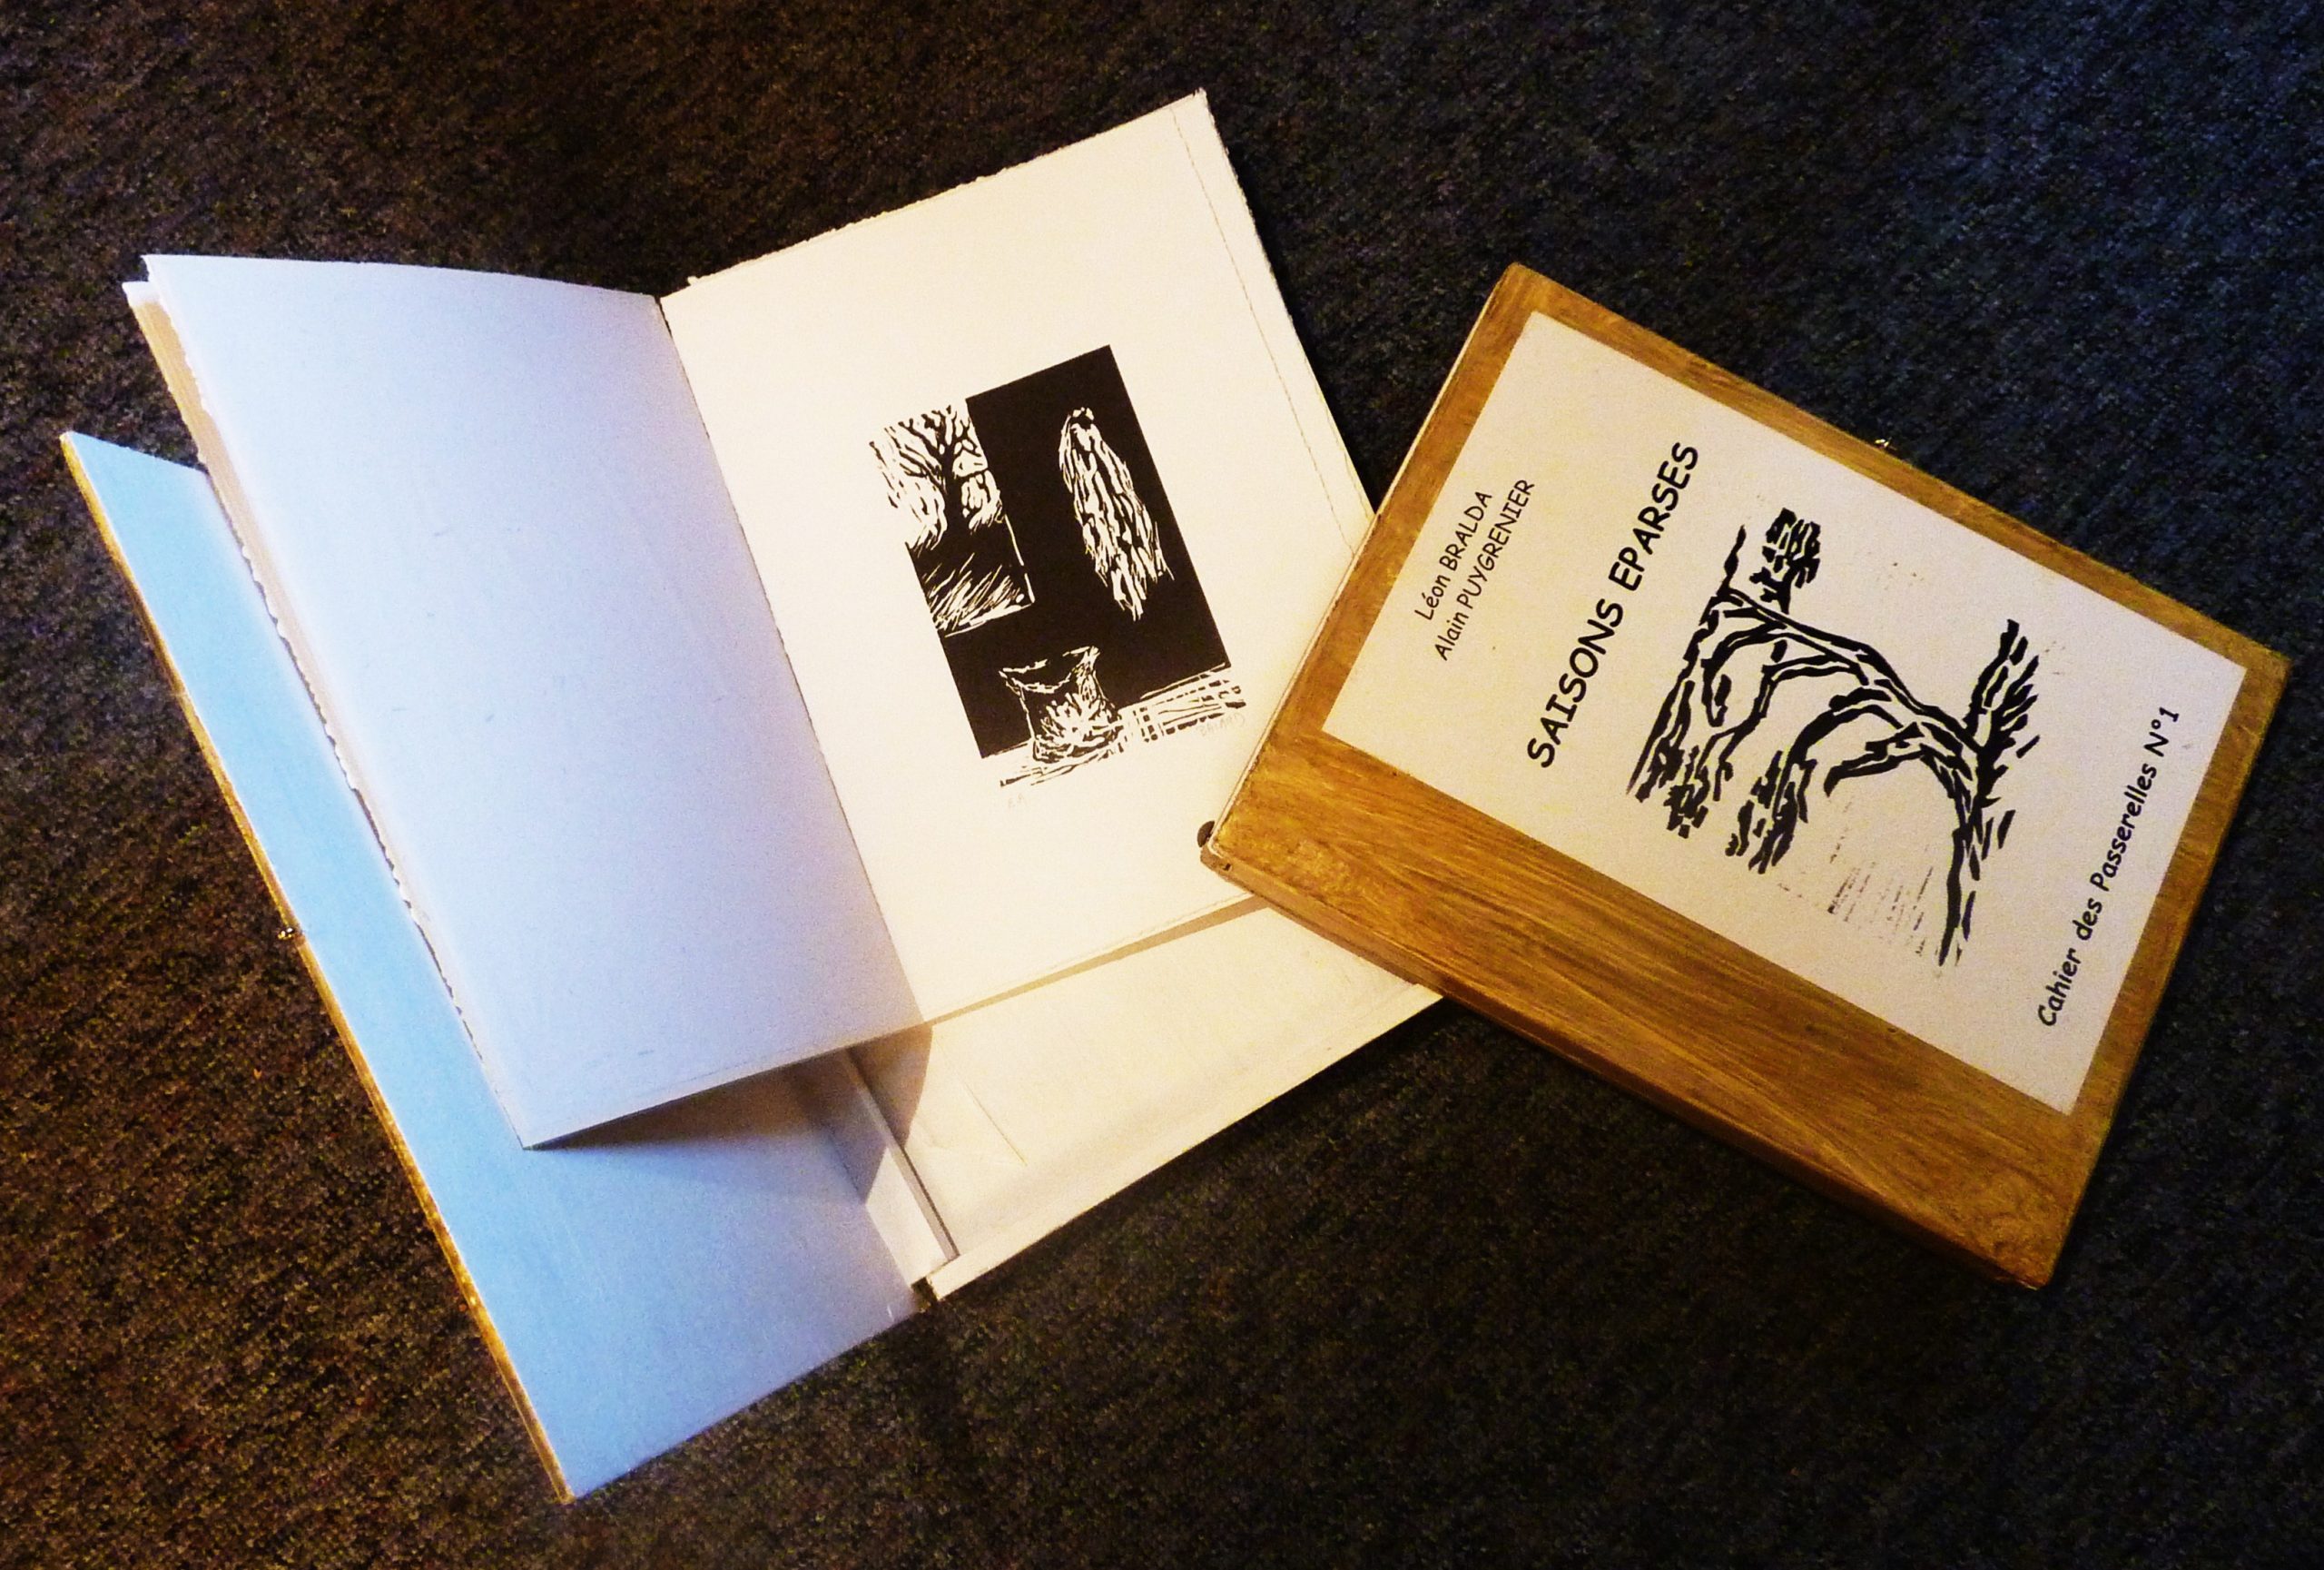 Léon BRALDA
Alain PUYGRENIER
SAISONS EPARSES
Cahier des Passerelles N°1